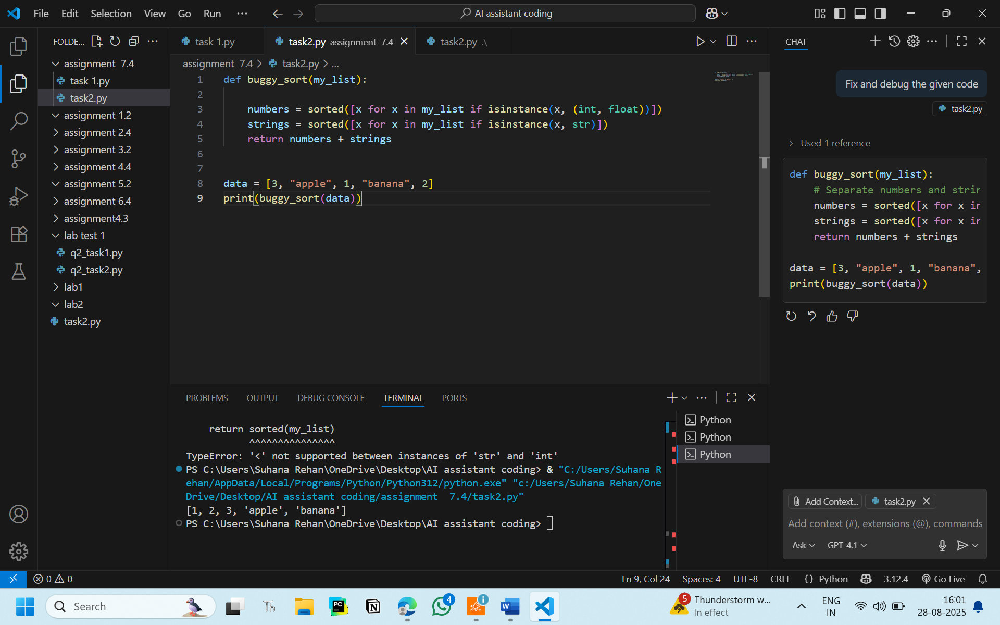 File Edit Selection View Go Run ··· AI assistant coding
FOLDE... ···
assignment 7.4
task 1.py
task2.py
assignment 1.2
assignment 2.4
assignment 3.2
assignment 4.4
assignment 5.2
assignment 6.4
assignment4.3
lab test 1
q2_task1.py
q2_task2.py
lab1
lab2
task2.py
task 1.py task2.py assignment 7.4 task2.py .\
assignment 7.4 > task2.py > ...
1 def buggy_sort(my_list):
2
3 numbers = sorted([x for x in my_list if isinstance(x, (int, float))])
4 strings = sorted([x for x in my_list if isinstance(x, str)])
5 return numbers + strings
6
7
8 data = [3, "apple", 1, "banana", 2]
9 print(buggy_sort(data))
PROBLEMS OUTPUT DEBUG CONSOLE TERMINAL PORTS
return sorted(my_list)
^^^^^^^^^^^^^^^
TypeError: '<' not supported between instances of 'str' and 'int'
PS C:\Users\Suhana Rehan\OneDrive\Desktop\AI assistant coding> & "C:/Users/Suhana R
ehan/AppData/Local/Programs/Python/Python312/python.exe" "c:/Users/Suhana Rehan/One
Drive/Desktop/AI assistant coding/assignment  7.4/task2.py"
[1, 2, 3, 'apple', 'banana']
PS C:\Users\Suhana Rehan\OneDrive\Desktop\AI assistant coding>
Python
Python
Python
CHAT
Fix and debug the given code
task2.py
Used 1 reference
def buggy_sort(my_list):
# Separate numbers and strin
numbers = sorted([x for x in
strings = sorted([x for x in
return numbers + strings
data = [3, "apple", 1, "banana",
print(buggy_sort(data))
Add Context... task2.py
Add context (#), extensions (@), commands
Ask GPT-4.1
0 0 Ln 9, Col 24 Spaces: 4 UTF-8 CRLF {} Python 3.12.4 Go Live
Search
PC
Th
4
W
5
Thunderstorm w...
In effect
ENG
IN
16:01
28-08-2025